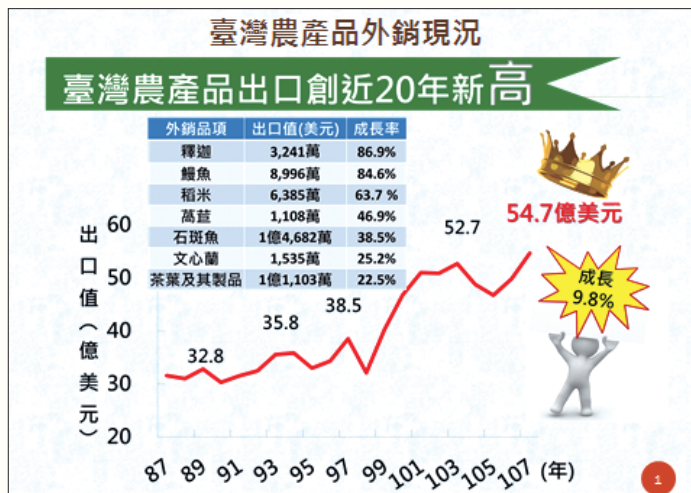 臺灣農產品外銷現況
臺灣農產品出口創近20年新高
外銷品項 出口值(美元) 成長率
釋迦 3,241萬 86.9%
鰻魚 8,996萬 84.6%
稻米 6,385萬 63.7 %
萵苣 1,108萬 46.9%
石斑魚 1億4,682萬 38.5%
文心蘭 1,535萬 25.2%
茶葉及其製品 1億1,103萬 22.5%
54.7億美元
成長
9.8%
出口值(億美元)
60
50
40
30
20
32.8
35.8
38.5
52.7
87 89 91 93 95 97 99 101 103 105 107 (年)
1